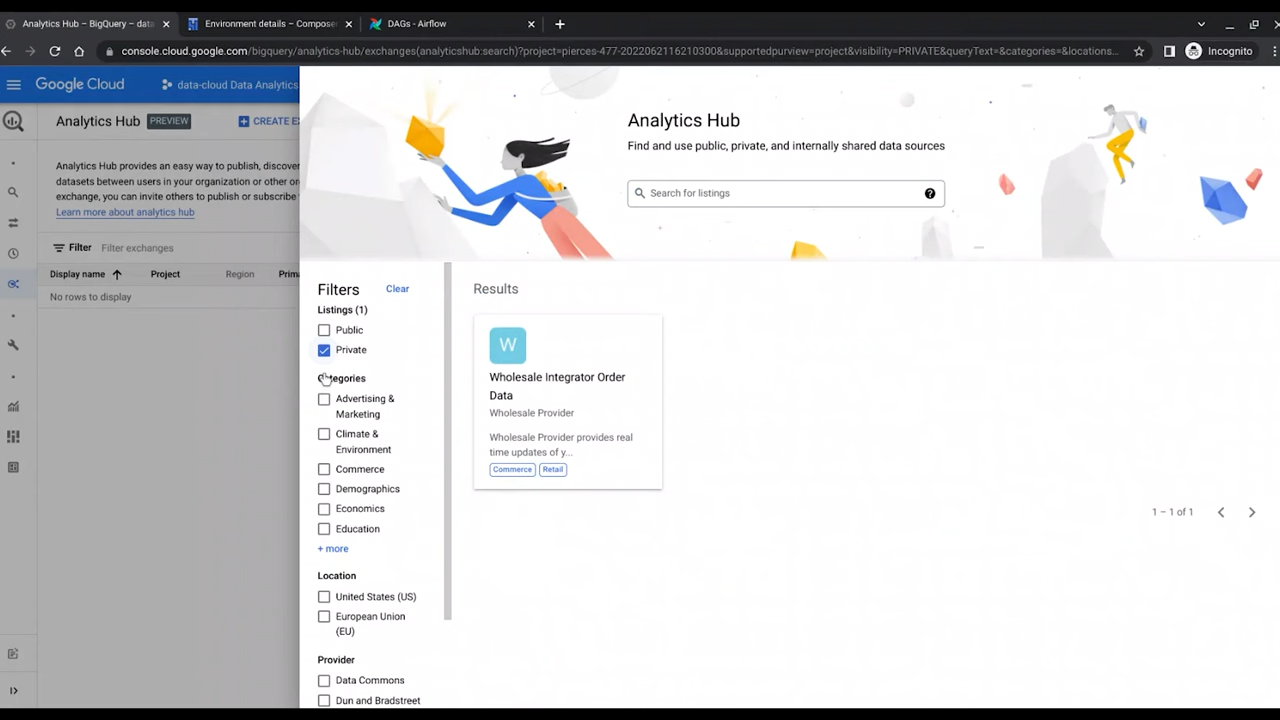 Analytics Hub – BigQuery – data
Environment details – Compose
DAGs - Airflow
console.cloud.google.com/bigquery/analytics-hub/exchanges(analyticshub:search)?project=pierces-477-2022062116210300&supportedpurview=project&visibility=PRIVATE&queryText=&categories=&locations...
Incognito
Google Cloud
data-cloud Data Analytics
Analytics Hub
PREVIEW
CREATE E
Analytics Hub provides an easy way to publish, discover
datasets between users in your organization or other or
exchange, you can invite others to publish or subscribe
Learn more about analytics hub
Filter Filter exchanges
Display name Project Region Prima
No rows to display
Analytics Hub
Find and use public, private, and internally shared data sources
Search for listings
Filters
Clear
Listings (1)
Public
Private
Categories
Advertising &
Marketing
Climate &
Environment
Commerce
Demographics
Economics
Education
+ more
Location
United States (US)
European Union
(EU)
Provider
Data Commons
Dun and Bradstreet
Results
W
Wholesale Integrator Order
Data
Wholesale Provider
Wholesale Provider provides real
time updates of y...
Commerce Retail
1 – 1 of 1